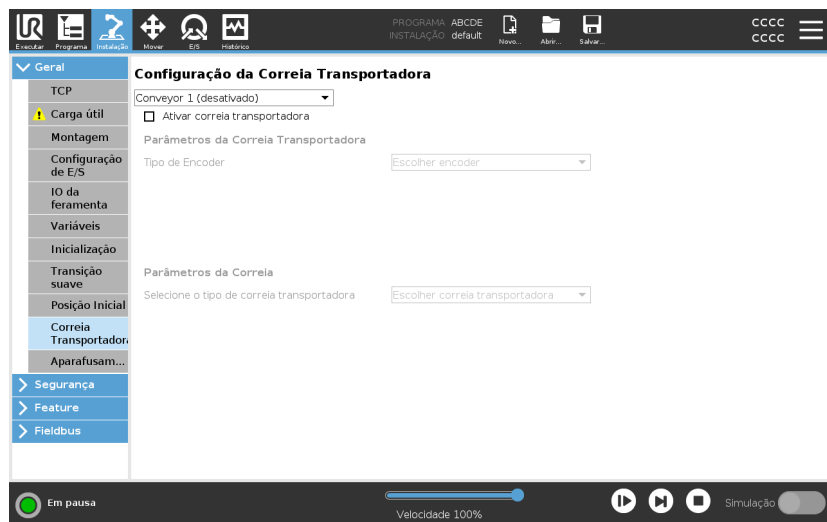 Executar
Programa
Instalação
Mover
E/S
Histórico
PROGRAMA ABCDE
INSTALAÇÃO default
Novo...
Abrir...
Salvar...
CCCC
CCCC
Geral
TCP
Carga útil
Montagem
Configuração
de E/S
IO da
feramenta
Variáveis
Inicialização
Transição
suave
Posição Inicial
Correia
Transportadora
Aparafusam...
Segurança
Feature
Fieldbus
Configuração da Correia Transportadora
Conveyor 1 (desativado)
Ativar correia transportadora
Parâmetros da Correia Transportadora
Tipo de Encoder
Escolher encoder
Parâmetros da Correia
Selecione o tipo de correia transportadora
Escolher correia transportadora
Em pausa
Velocidade 100%
Simulação